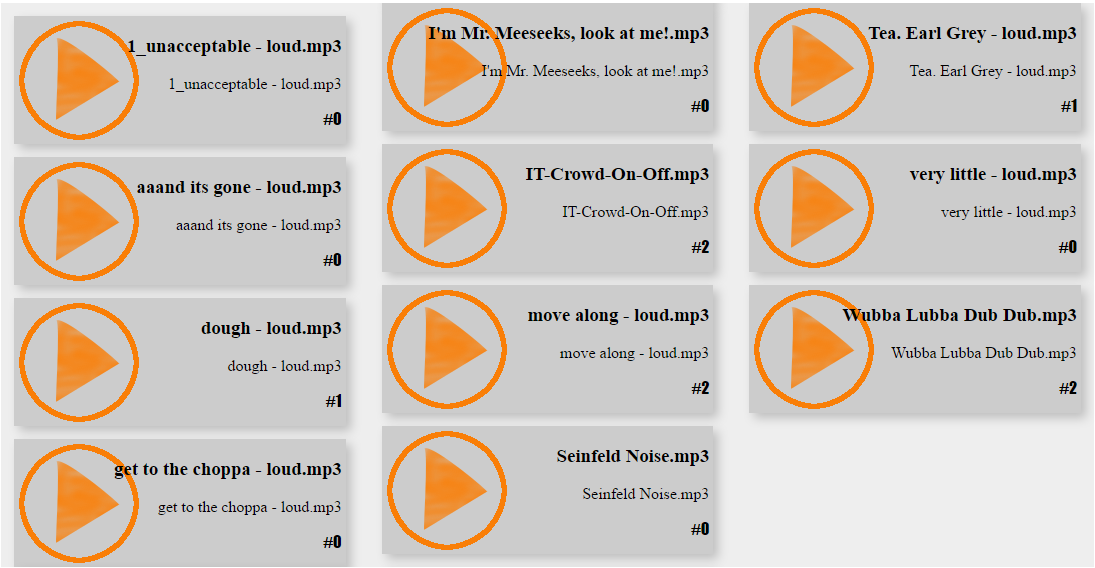 1_unacceptable - loud.mp3
1_unacceptable - loud.mp3
#0
aaand its gone - loud.mp3
aaand its gone - loud.mp3
#0
dough - loud.mp3
dough - loud.mp3
#1
get to the choppa - loud.mp3
get to the choppa - loud.mp3
#0
I'm Mr. Meeseeks, look at me!.mp3
I'm Mr. Meeseeks, look at me!.mp3
#0
IT-Crowd-On-Off.mp3
IT-Crowd-On-Off.mp3
#2
move along - loud.mp3
move along - loud.mp3
#2
Seinfeld Noise.mp3
Seinfeld Noise.mp3
#0
Tea. Earl Grey - loud.mp3
Tea. Earl Grey - loud.mp3
#1
very little - loud.mp3
very little - loud.mp3
#0
Wubba Lubba Dub Dub.mp3
Wubba Lubba Dub Dub.mp3
#2